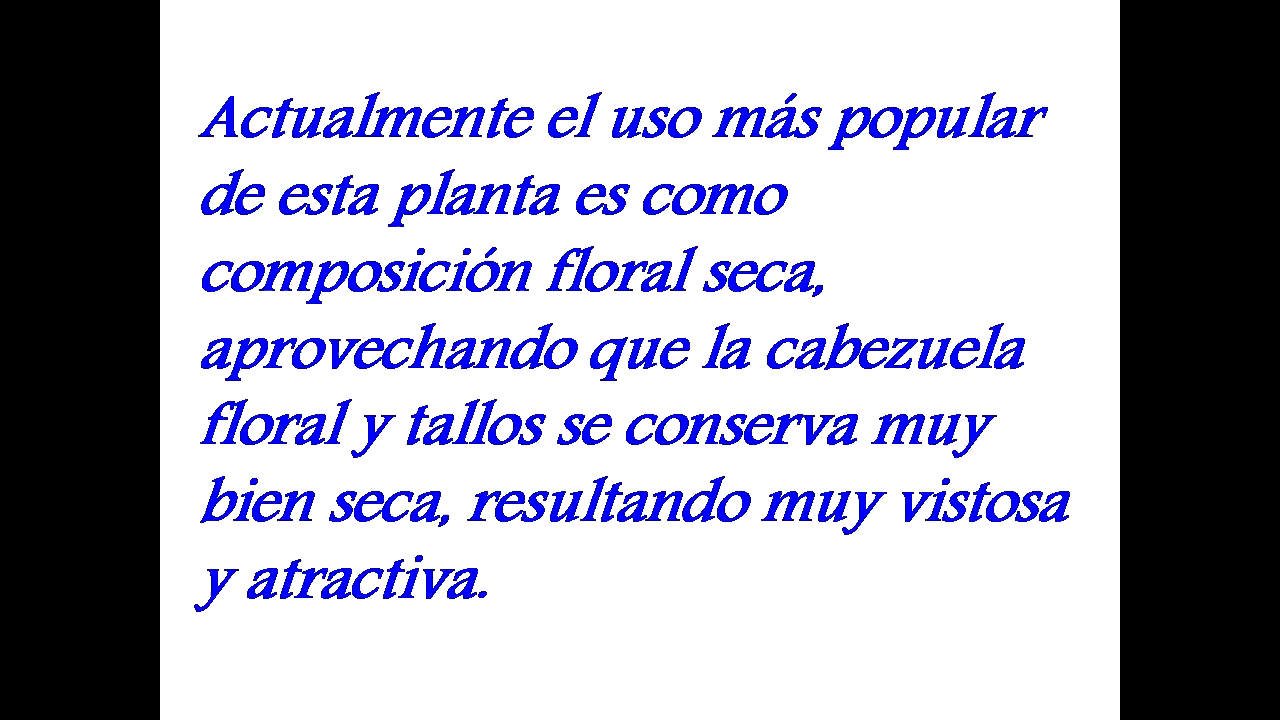 Actualmente el uso más popular
de esta planta es como
composición floral seca,
aprovechando que la cabezuela
floral y tallos se conserva muy
bien seca, resultando muy vistosa
y atractiva.